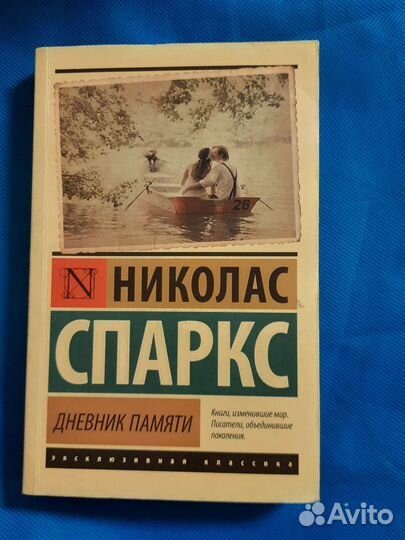 28
N
НИКОЛАС
СПАРКС
ДНЕВНИК ПАМЯТИ
Книги, изменившие мир.
Писатели, объединившие
поколения.
эксклюзивная классика
Avito